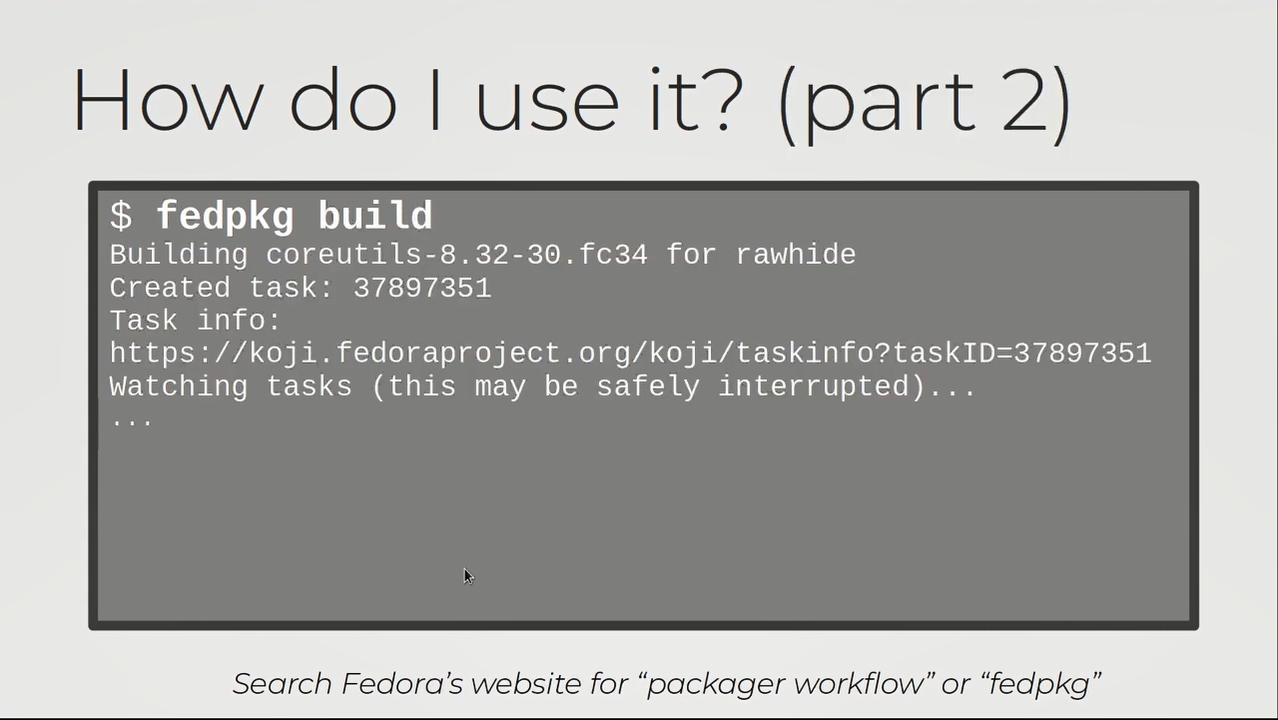 How do I use it? (part 2)
$ fedpkg build
Building coreutils-8.32-30.fc34 for rawhide
Created task: 37897351
Task info:
https://koji.fedoraproject.org/koji/taskinfo?taskID=37897351
Watching tasks (this may be safely interrupted)...
...
Search Fedora’s website for “packager workflow” or “fedpkg”